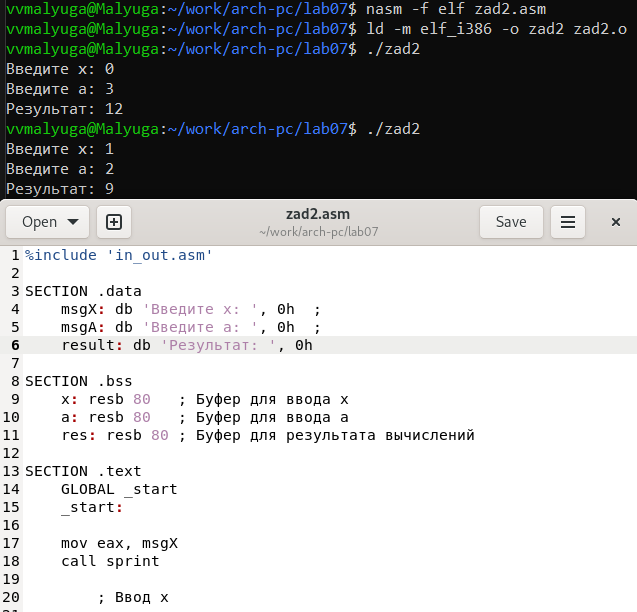 vvmalyuga@Malyuga:~/work/arch-pc/lab07$ nasm -f elf zad2.asm
vvmalyuga@Malyuga:~/work/arch-pc/lab07$ ld -m elf_i386 -o zad2 zad2.o
vvmalyuga@Malyuga:~/work/arch-pc/lab07$ ./zad2
Введите x: 0
Введите a: 3
Результат: 12
vvmalyuga@Malyuga:~/work/arch-pc/lab07$ ./zad2
Введите x: 1
Введите a: 2
Результат: 9
Open
zad2.asm
~/work/arch-pc/lab07
Save
1 %include 'in_out.asm'
2
3 SECTION .data
4     msgX: db 'Введите x: ', 0h  ;
5     msgA: db 'Введите a: ', 0h  ;
6     result: db 'Результат: ', 0h
7
8 SECTION .bss
9     x: resb 80   ; Буфер для ввода x
10     a: resb 80   ; Буфер для ввода a
11     res: resb 80 ; Буфер для результата вычислений
12
13 SECTION .text
14     GLOBAL _start
15     _start:
16
17     mov eax, msgX
18     call sprint
19
20         ; Ввод x
21